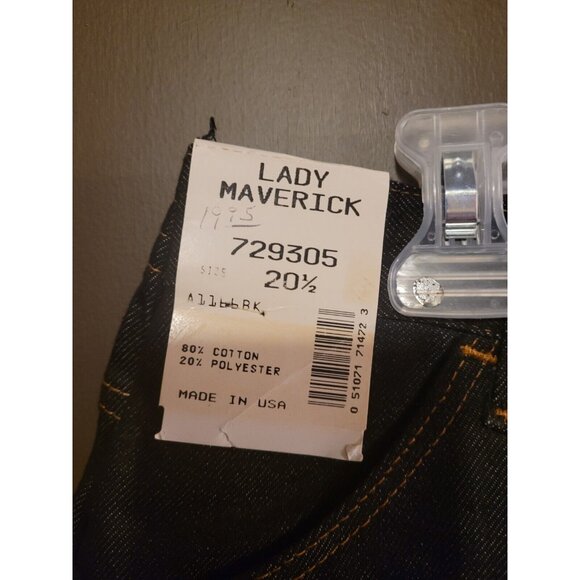 LADY
MAVERICK
1995
729305
SIZE 20½
A1166BK
80% COTTON
20% POLYESTER
MADE IN USA
0 51071 71472 3